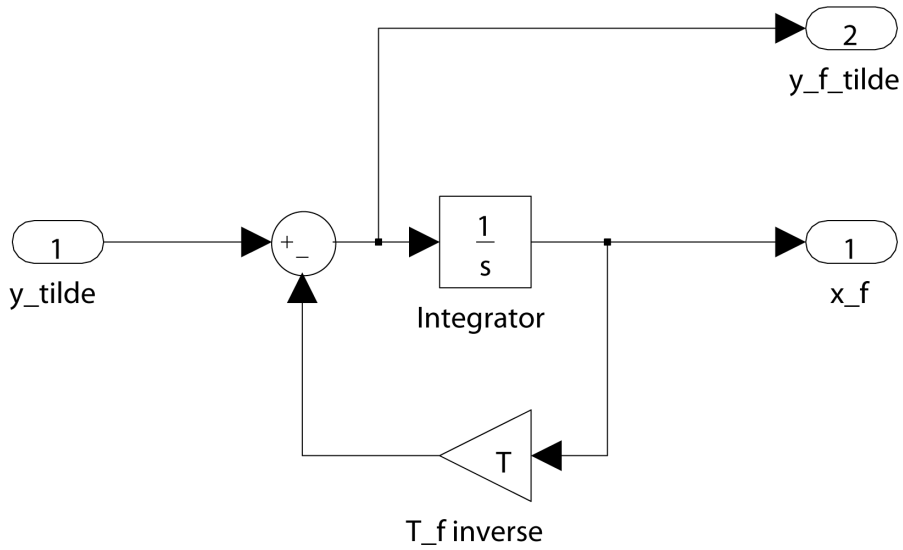 2
y_f_tilde
1
y_tilde
+
−
1
s
Integrator
1
x_f
T
T_f inverse